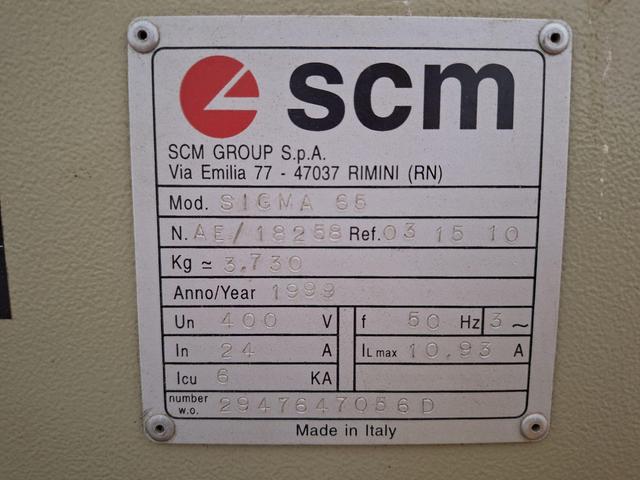 scm
SCM GROUP S.p.A.
Via Emilia 77 - 47037 RIMINI (RN)
Mod. SIGMA 65
N. AE/18258 Ref. 03 15 10
Kg ≃ 3.730
Anno/Year 1999
Un 400 V f 50 Hz 3 ~
In 24 A IL max 10.93 A
Icu 6 KA
number w.o. 2947647056D
Made in Italy